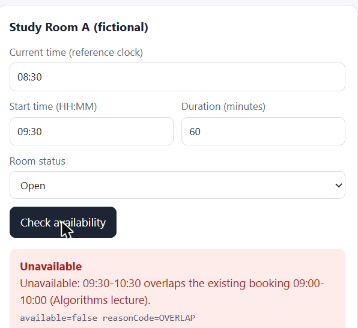 Study Room A (fictional)
Current time (reference clock)
08:30
Start time (HH:MM)
Duration (minutes)
09:30
60
Room status
Open
Check availability
Unavailable
Unavailable: 09:30-10:30 overlaps the existing booking 09:00-
10:00 (Algorithms lecture).
available=false reasonCode=OVERLAP